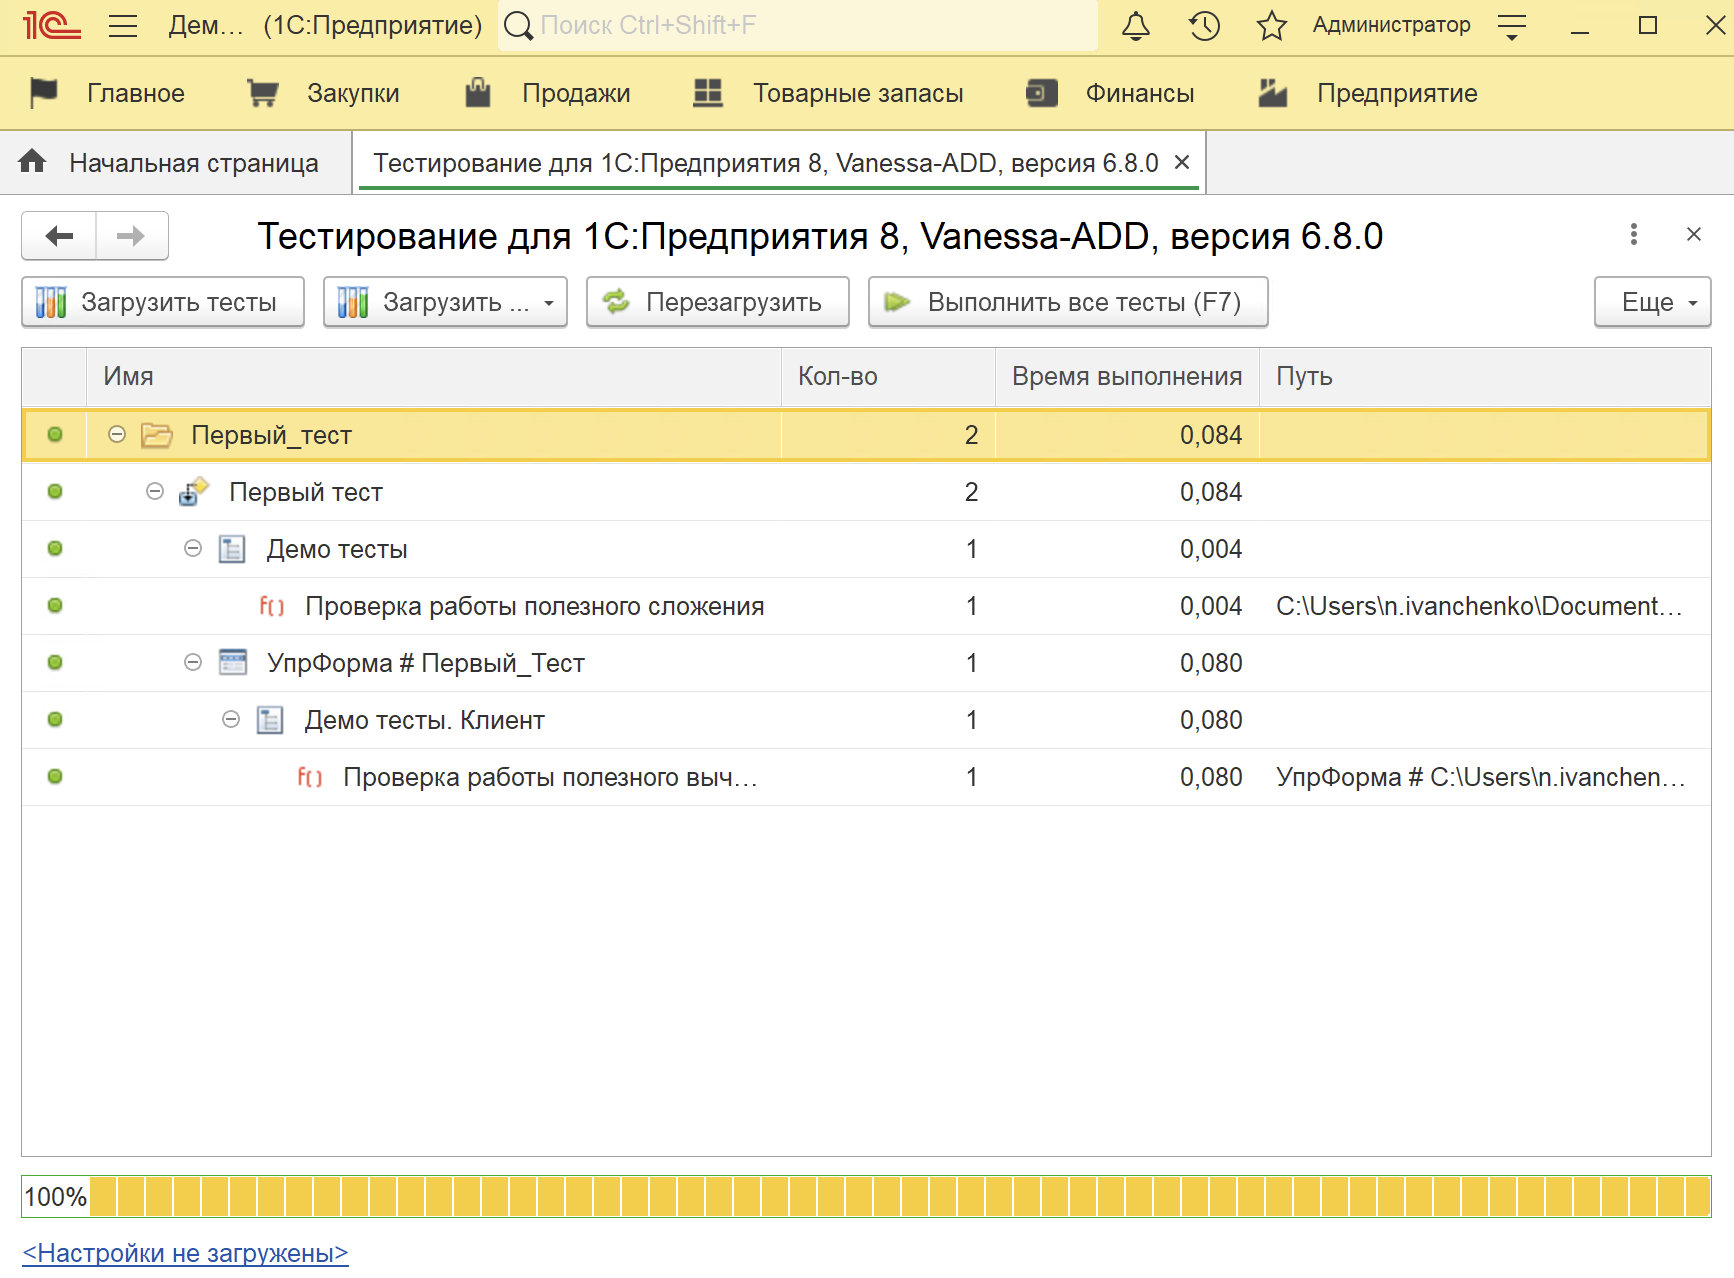 1С Дем... (1С:Предприятие) Поиск Ctrl+Shift+F Администратор
Главное Закупки Продажи Товарные запасы Финансы Предприятие
Начальная страница Тестирование для 1С:Предприятия 8, Vanessa-ADD, версия 6.8.0
Тестирование для 1С:Предприятия 8, Vanessa-ADD, версия 6.8.0
Загрузить тесты Загрузить ... Перезагрузить Выполнить все тесты (F7) Еще
Имя Кол-во Время выполнения Путь
Первый_тест 2 0,084
Первый тест 2 0,084
Демо тесты 1 0,004
f() Проверка работы полезного сложения 1 0,004 C:\Users\n.ivanchenko\Document...
УпрФорма # Первый_Тест 1 0,080
Демо тесты. Клиент 1 0,080
f() Проверка работы полезного выч... 1 0,080 УпрФорма # C:\Users\n.ivanchen...
100%
<Настройки не загружены>